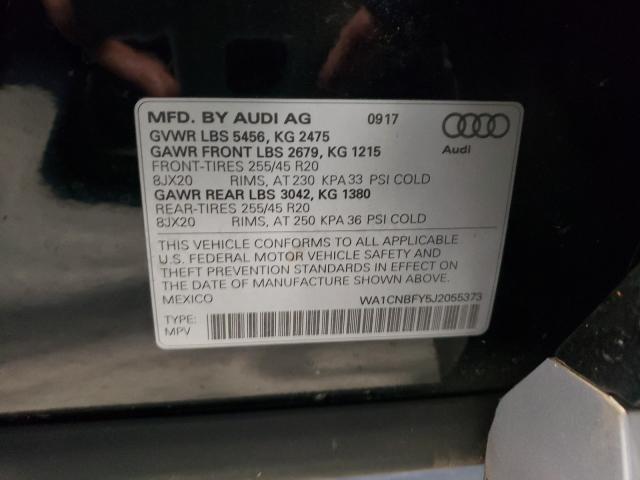 MFD. BY AUDI AG 0917
GVWR LBS 5456, KG 2475
GAWR FRONT LBS 2679, KG 1215
FRONT-TIRES 255/45 R20
8JX20 RIMS, AT 230 KPA 33 PSI COLD
GAWR REAR LBS 3042, KG 1380
REAR-TIRES 255/45 R20
8JX20 RIMS, AT 250 KPA 36 PSI COLD
Audi
THIS VEHICLE CONFORMS TO ALL APPLICABLE
U.S. FEDERAL MOTOR VEHICLE SAFETY AND
THEFT PREVENTION STANDARDS IN EFFECT ON
THE DATE OF MANUFACTURE SHOWN ABOVE.
MEXICO WA1CNBFY5J2055373
TYPE:
MPV